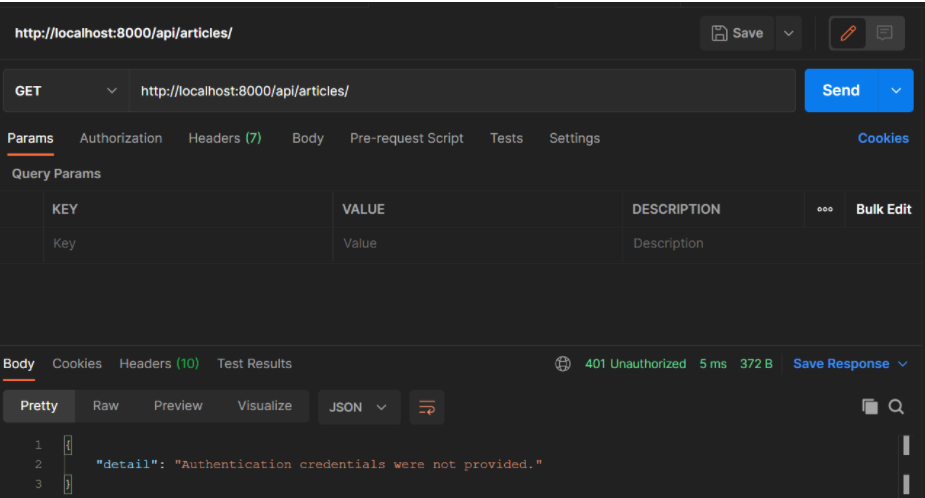 http://localhost:8000/api/articles/ Save
GET http://localhost:8000/api/articles/ Send
Params Authorization Headers (7) Body Pre-request Script Tests Settings Cookies
Query Params
KEY VALUE DESCRIPTION ooo Bulk Edit
Key Value Description
Body Cookies Headers (10) Test Results 401 Unauthorized 5 ms 372 B Save Response
Pretty Raw Preview Visualize JSON
1 {
2 "detail": "Authentication credentials were not provided."
3 }